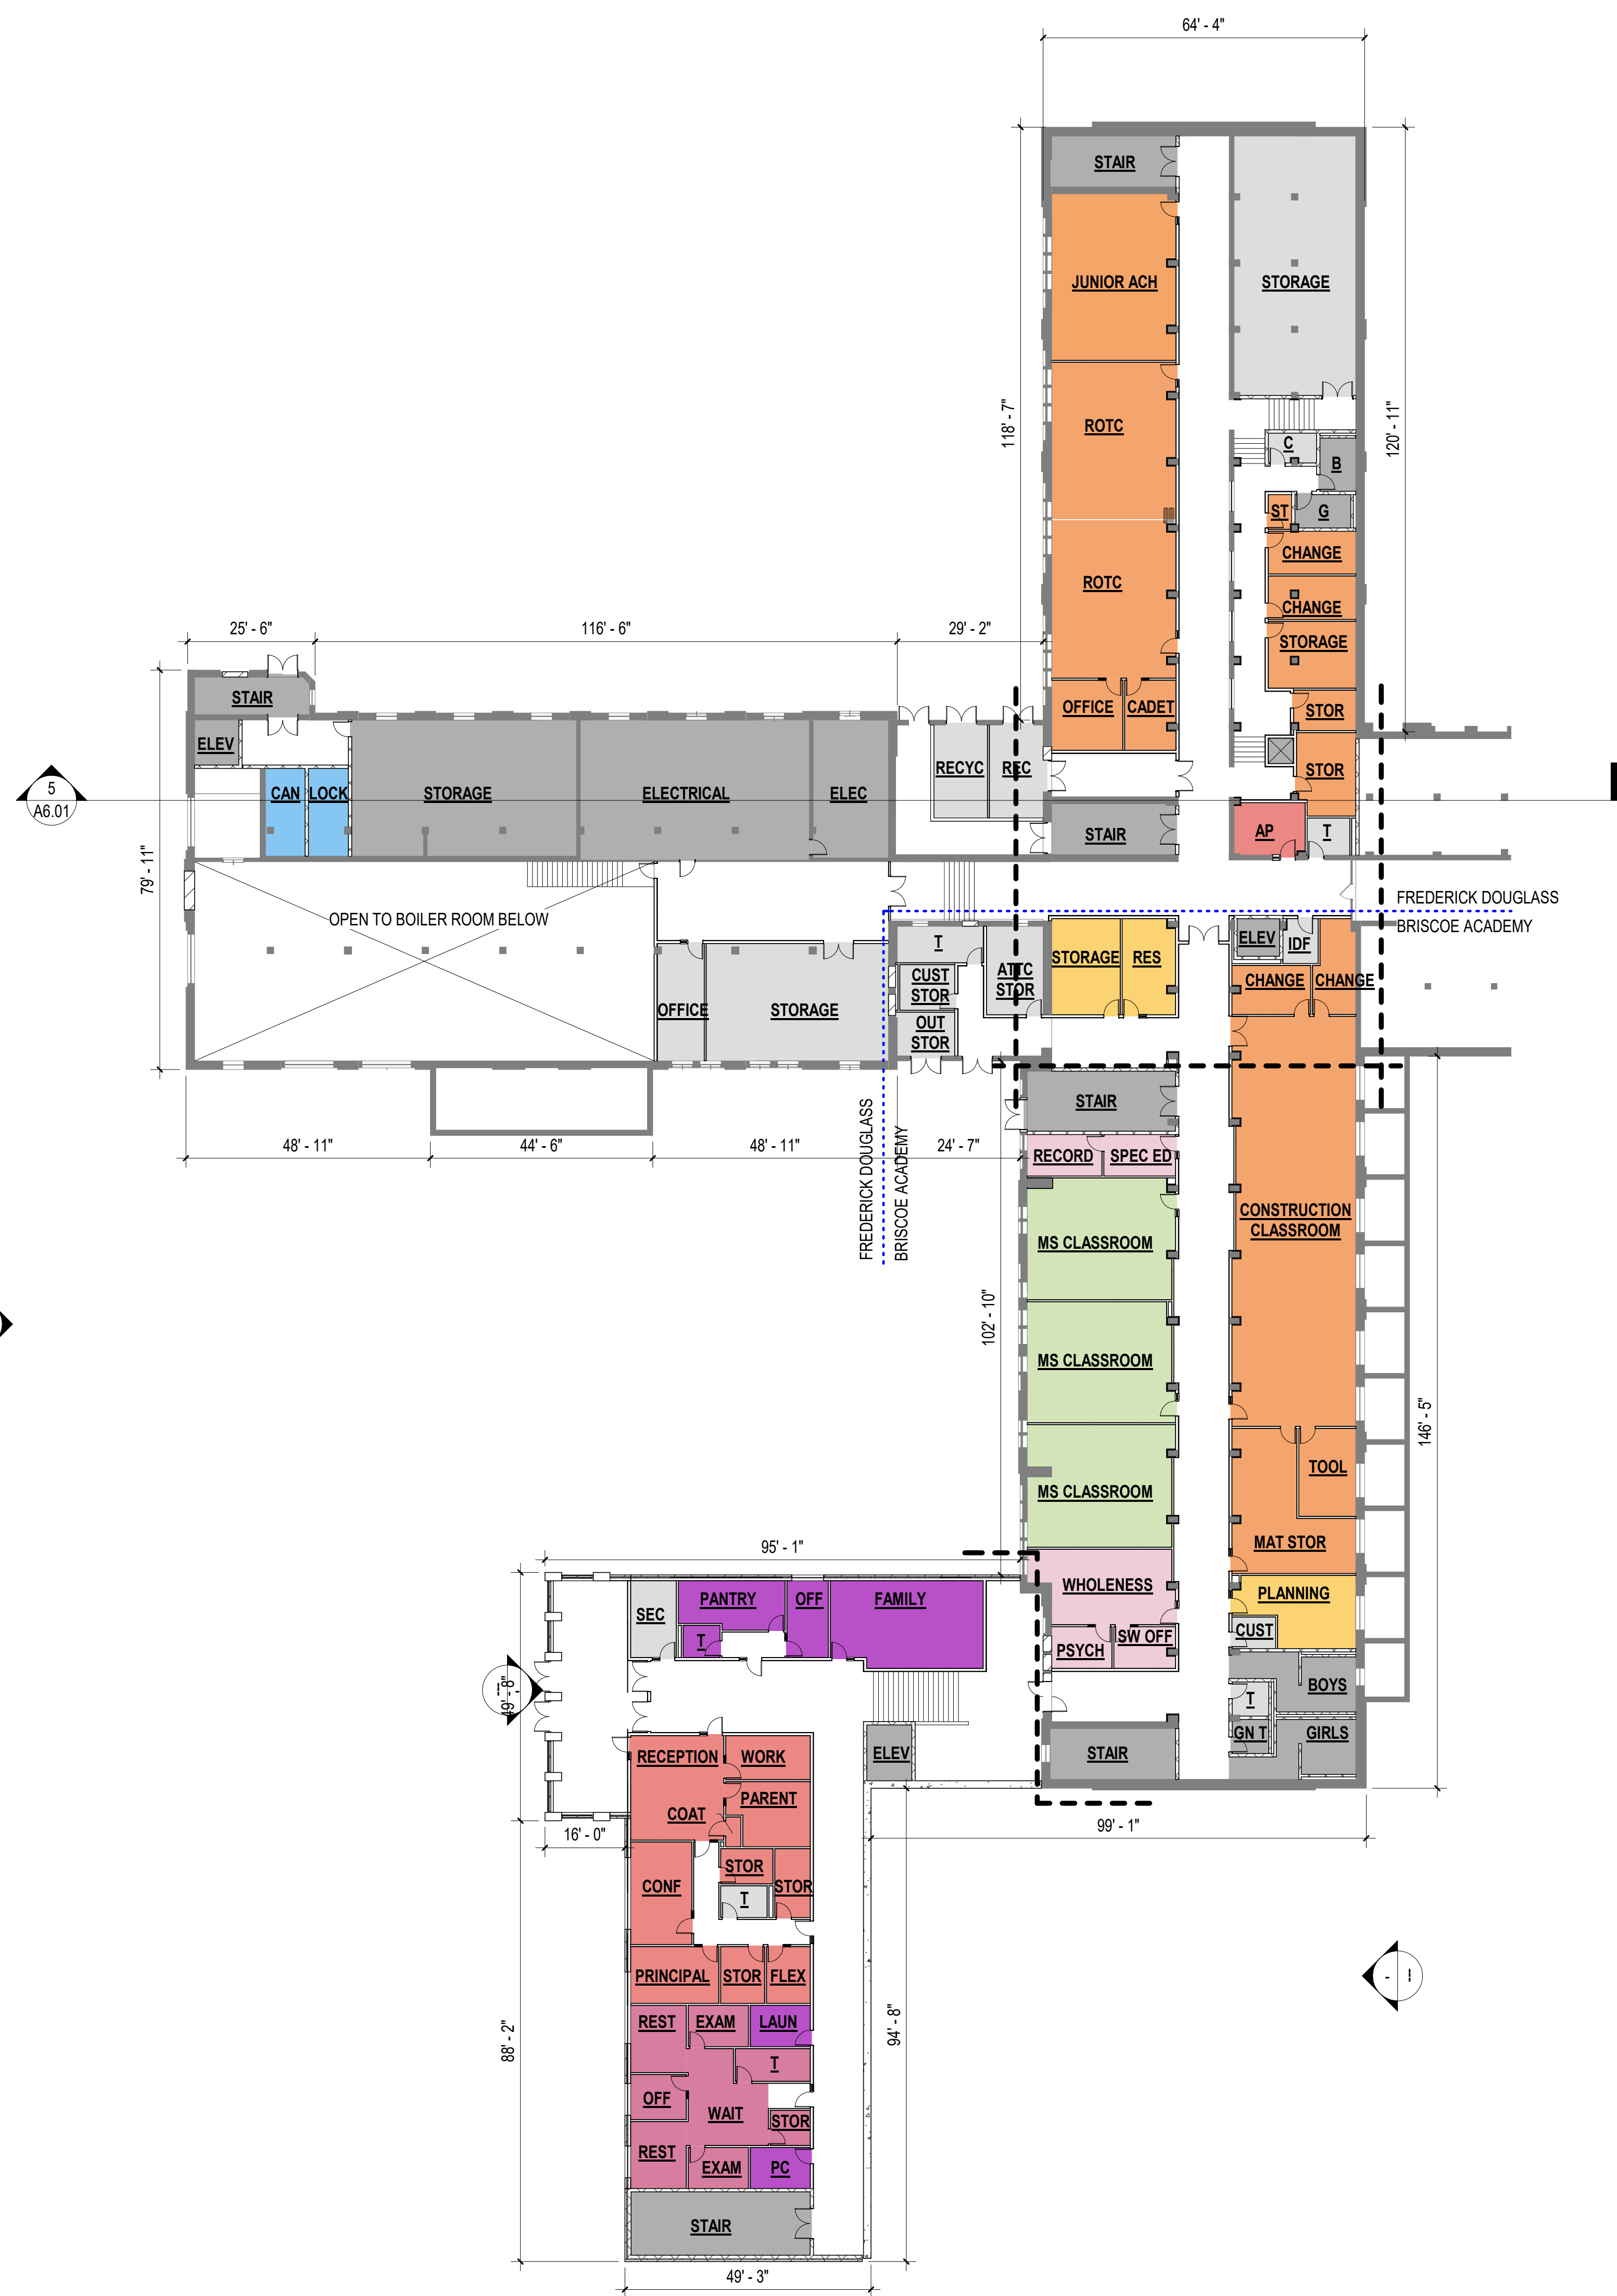 64' - 4"
STAIR
JUNIOR ACH
STORAGE
118' - 7"
120' - 11"
ROTC
C
B
ST
G
CHANGE
ROTC
CHANGE
STORAGE
25' - 6"
116' - 6"
29' - 2"
STAIR
OFFICE
CADET
STOR
ELEV
RECYC
REC
STOR
5
A6.01
CAN
LOCK
STORAGE
ELECTRICAL
ELEC
STAIR
AP
T
79' - 11"
OPEN TO BOILER ROOM BELOW
FREDERICK DOUGLASS
BRISCOE ACADEMY
T
ATTC
STOR
STORAGE
RES
ELEV
IDF
CUST
STOR
CHANGE
CHANGE
OFFICE
STORAGE
OUT
STOR
STAIR
48' - 11"
44' - 6"
48' - 11"
24' - 7"
FREDERICK DOUGLASS
BRISCOE ACADEMY
RECORD
SPEC ED
CONSTRUCTION
CLASSROOM
MS CLASSROOM
102' - 10"
MS CLASSROOM
146' - 5"
TOOL
MS CLASSROOM
MAT STOR
95' - 1"
WHOLENESS
PLANNING
SEC
PANTRY
OFF
FAMILY
T
CUST
PSYCH
SW OFF
49' - 8"
---
-
BOYS
T
GN T
GIRLS
RECEPTION
WORK
ELEV
STAIR
PARENT
COAT
16' - 0"
99' - 1"
STOR
CONF
STOR
T
PRINCIPAL
STOR
FLEX
-
---
REST
EXAM
LAUN
88' - 2"
94' - 8"
T
OFF
WAIT
STOR
REST
EXAM
PC
STAIR
49' - 3"